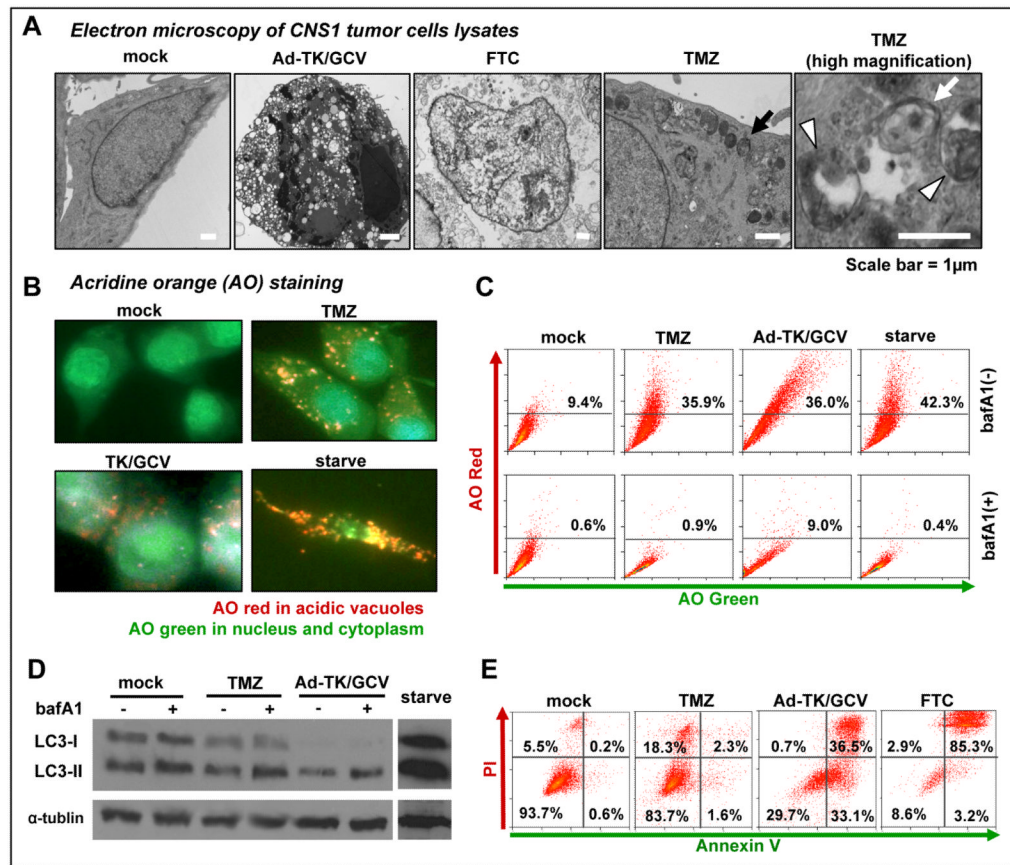 A Electron microscopy of CNS1 tumor cells lysates
mock Ad-TK/GCV FTC TMZ TMZ
(high magnification)
Scale bar = 1µm
B Acridine orange (AO) staining
mock TMZ
TK/GCV starve
AO red in acidic vacuoles
AO green in nucleus and cytoplasm
C
mock TMZ Ad-TK/GCV starve
9.4% 35.9% 36.0% 42.3% bafA1(-)
0.6% 0.9% 9.0% 0.4% bafA1(+)
AO Red
AO Green
D
mock TMZ Ad-TK/GCV starve
bafA1 - + - + - +
LC3-I
LC3-II
α-tublin
E
mock TMZ Ad-TK/GCV FTC
5.5% 0.2% 18.3% 2.3% 0.7% 36.5% 2.9% 85.3%
93.7% 0.6% 83.7% 1.6% 29.7% 33.1% 8.6% 3.2%
PI
Annexin V